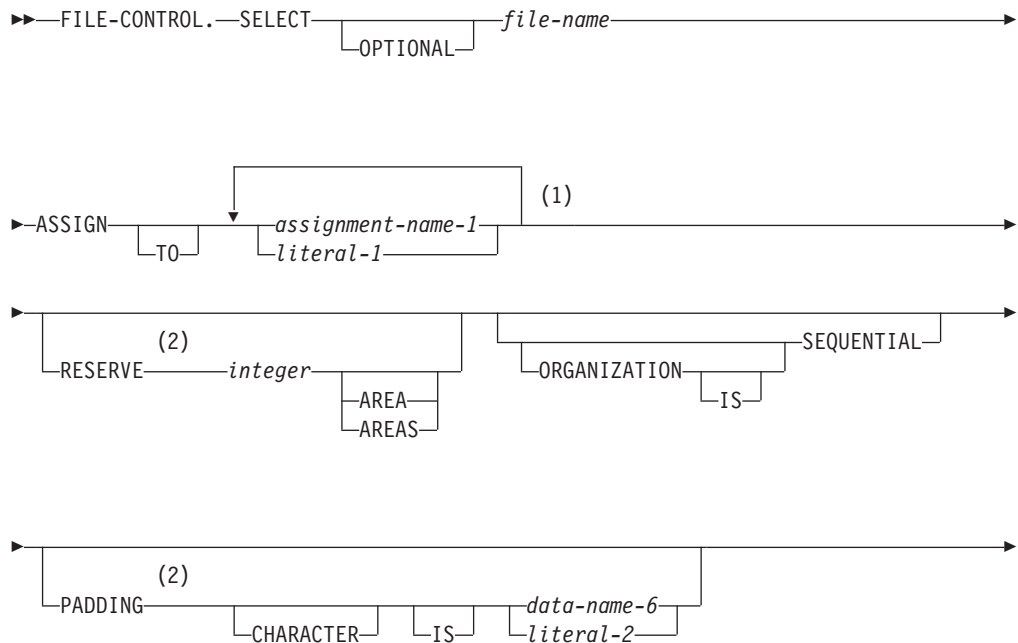 FILE-CONTROL. SELECT file-name
OPTIONAL
(1)
ASSIGN assignment-name-1
TO literal-1
(2) SEQUENTIAL
RESERVE integer ORGANIZATION
AREA IS
AREAS
(2)
PADDING data-name-6
CHARACTER IS literal-2